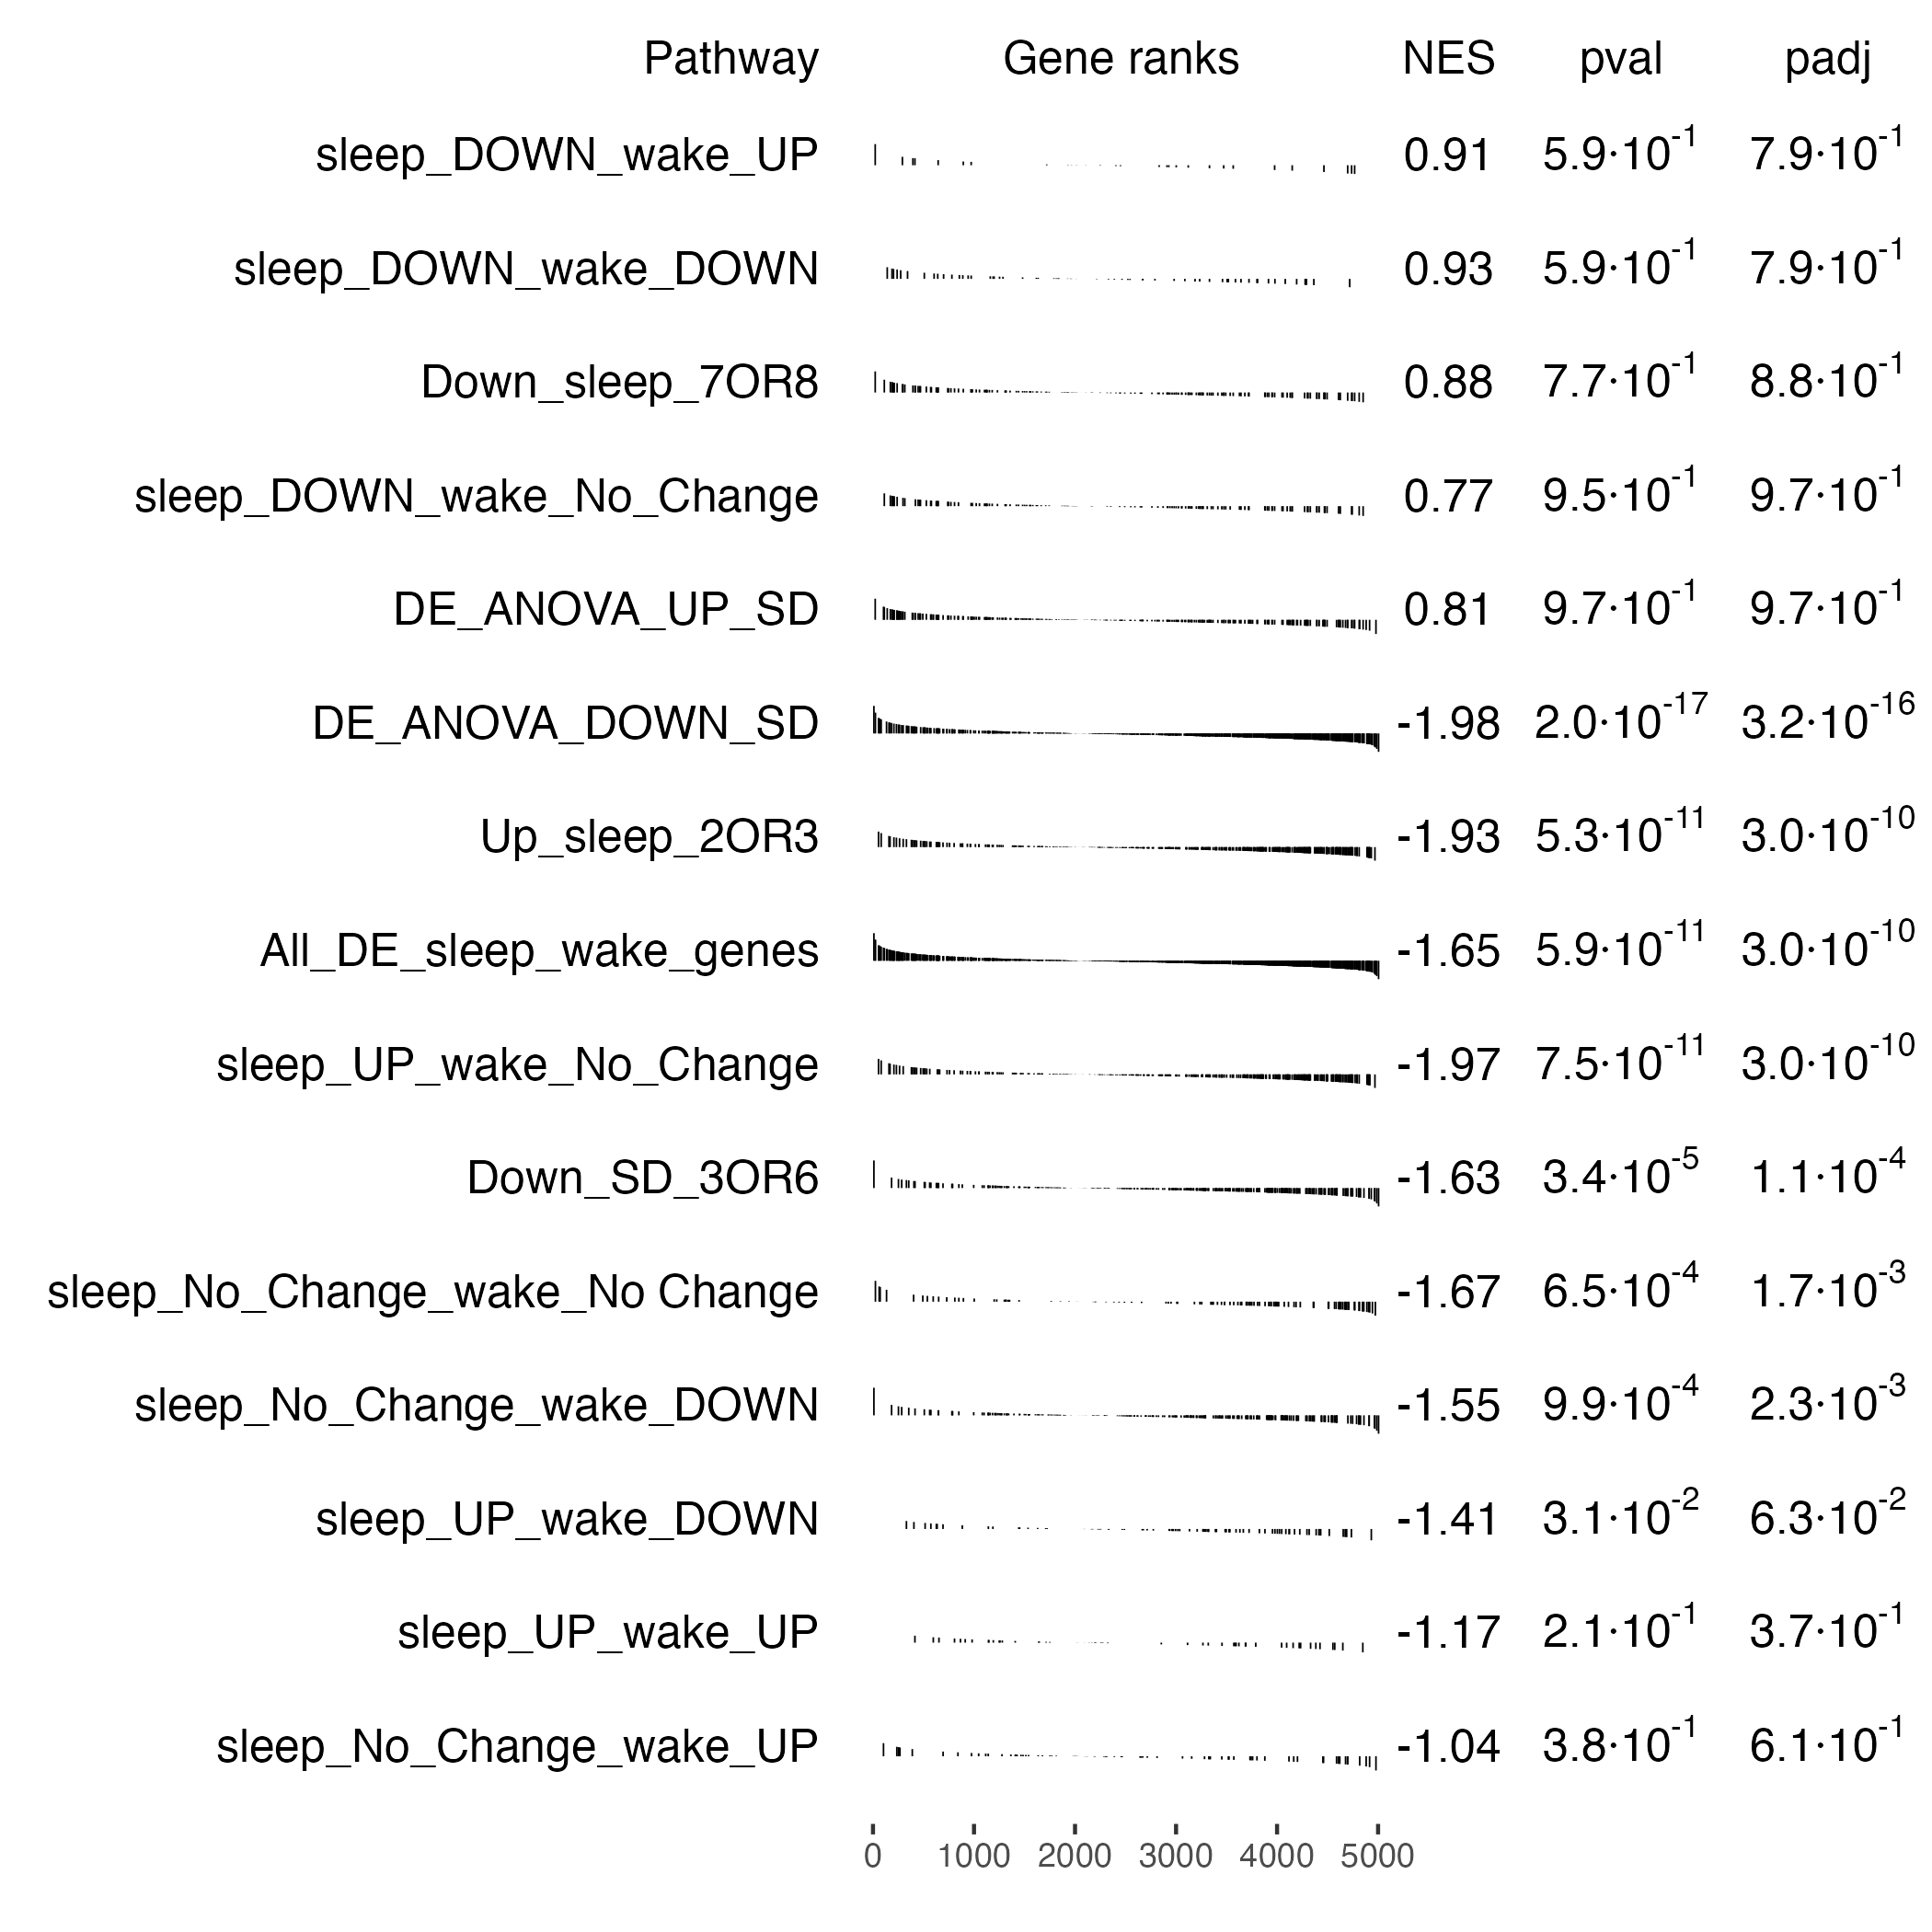 Pathway Gene ranks NES pval padj
sleep_DOWN_wake_UP 0.91 5.9·10^-1 7.9·10^-1
sleep_DOWN_wake_DOWN 0.93 5.9·10^-1 7.9·10^-1
Down_sleep_7OR8 0.88 7.7·10^-1 8.8·10^-1
sleep_DOWN_wake_No_Change 0.77 9.5·10^-1 9.7·10^-1
DE_ANOVA_UP_SD 0.81 9.7·10^-1 9.7·10^-1
DE_ANOVA_DOWN_SD -1.98 2.0·10^-17 3.2·10^-16
Up_sleep_2OR3 -1.93 5.3·10^-11 3.0·10^-10
All_DE_sleep_wake_genes -1.65 5.9·10^-11 3.0·10^-10
sleep_UP_wake_No_Change -1.97 7.5·10^-11 3.0·10^-10
Down_SD_3OR6 -1.63 3.4·10^-5 1.1·10^-4
sleep_No_Change_wake_No Change -1.67 6.5·10^-4 1.7·10^-3
sleep_No_Change_wake_DOWN -1.55 9.9·10^-4 2.3·10^-3
sleep_UP_wake_DOWN -1.41 3.1·10^-2 6.3·10^-2
sleep_UP_wake_UP -1.17 2.1·10^-1 3.7·10^-1
sleep_No_Change_wake_UP -1.04 3.8·10^-1 6.1·10^-1
0 1000 2000 3000 4000 5000